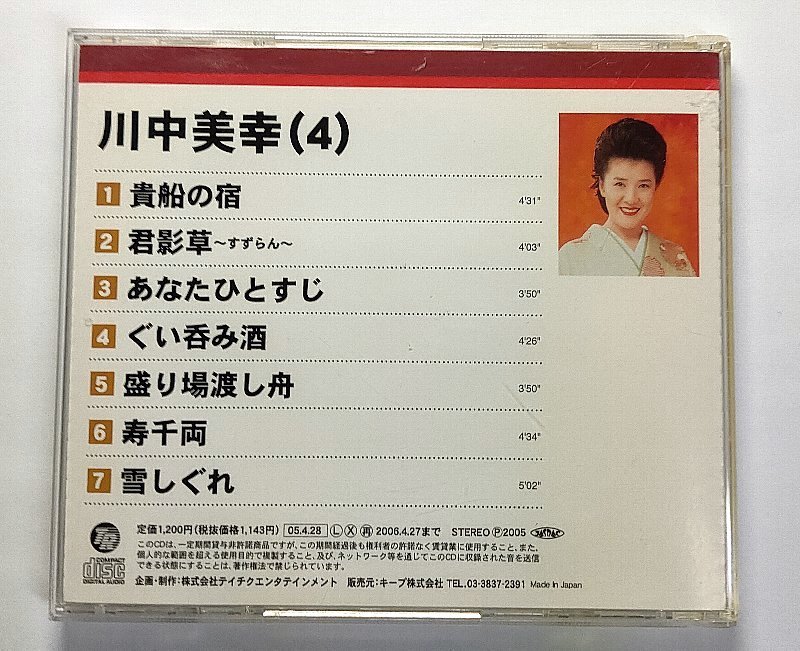 川中美幸(4)
1 貴船の宿 4'31"
2 君影草～すずらん～ 4'03"
3 あなたひとすじ 3'50"
4 ぐい呑み酒 4'26"
5 盛り場渡し舟 3'50"
6 寿千両 4'34"
7 雪しぐれ 5'02"
定価1,200円(税抜価格1,143円) 05.4.28 Ⓛ Ⓧ 再 2006.4.27まで STEREO Ⓟ2005
このCDは、一定期間貸与非許諾商品ですが、この期間経過後も権利者の許諾なく賃貸業に使用すること、また、
個人的な範囲を超える使用目的で複製すること、及び、ネットワーク等を通じてこのCDに収録された音を送信
できる状態にすることは、著作権法で禁じられています。
COMPACT
disc
DIGITAL AUDIO
企画・制作:株式会社テイチクエンタテインメント 販売元:キープ株式会社 TEL.03-3837-2391 Made in Japan